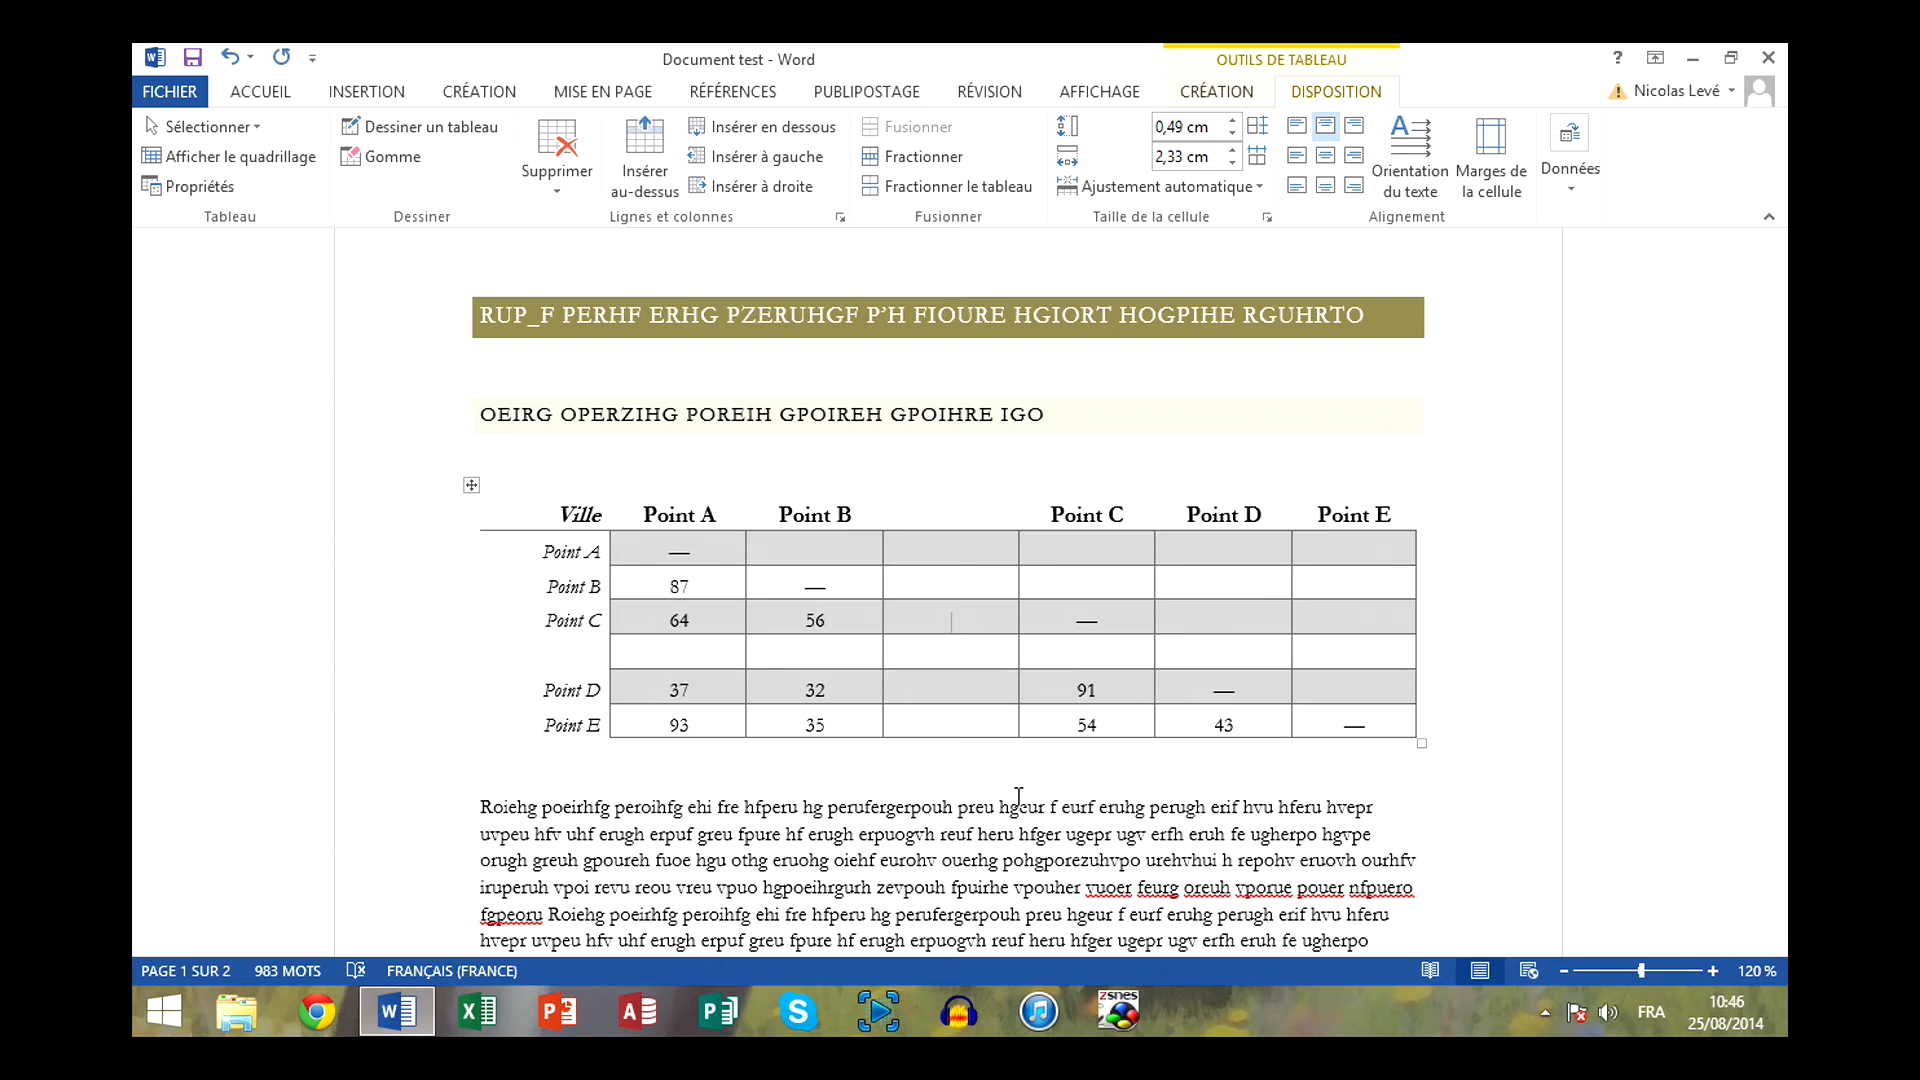 Document test - Word
OUTILS DE TABLEAU
?
FICHIER ACCUEIL INSERTION CRÉATION MISE EN PAGE RÉFÉRENCES PUBLIPOSTAGE RÉVISION AFFICHAGE CRÉATION DISPOSITION Nicolas Levé
Sélectionner
Afficher le quadrillage
Propriétés
Tableau
Dessiner un tableau
Gomme
Dessiner
Supprimer
Insérer
au-dessus
Insérer en dessous
Insérer à gauche
Insérer à droite
Lignes et colonnes
Fusionner
Fractionner
Fractionner le tableau
Fusionner
0,49 cm
2,33 cm
Ajustement automatique
Taille de la cellule
Orientation
du texte
Marges de
la cellule
Alignement
Données
RUP_F PERHF ERHG PZERUHGF P'H FIOURE HGIORT HOGPIHE RGUHRTO
OEIRG OPERZIHG POREIH GPOIREH GPOIHRE IGO
Ville Point A Point B Point C Point D Point E
Point A —
Point B 87 —
Point C 64 56 —
Point D 37 32 91 —
Point E 93 35 54 43 —
Roiehg poeirhfg peroihfg ehi fre hfperu hg perufergerpouh preu hgeur f eurf eruhg perugh erif hvu hferu hvepr
uvpeu hfv uhf erugh erpuf greu fpure hf erugh erpuogvh reuf heru hfger ugepr ugv erfh eruh fe ugherpo hgvpe
orugh greuh gpoureh fuoe hgu othg eruohg oiehf eurohv ouerhg pohgporezuhvpo urehvhui h repohv eruovh ourhfv
iruperuh vpoi revu reou vreu vpuo hgpoeihrgurh zevpouh fpuirhe vpouher vuoer feurg oreuh vporue pouer nfpuero
fgpeoru Roiehg poeirhfg peroihfg ehi fre hfperu hg perufergerpouh preu hgeur f eurf eruhg perugh erif hvu hferu
hvepr uvpeu hfv uhf erugh erpuf greu fpure hf erugh erpuogvh reuf heru hfger ugepr ugv erfh eruh fe ugherpo
PAGE 1 SUR 2 983 MOTS FRANÇAIS (FRANCE) 120 %
zsnes
FRA
10:46
25/08/2014